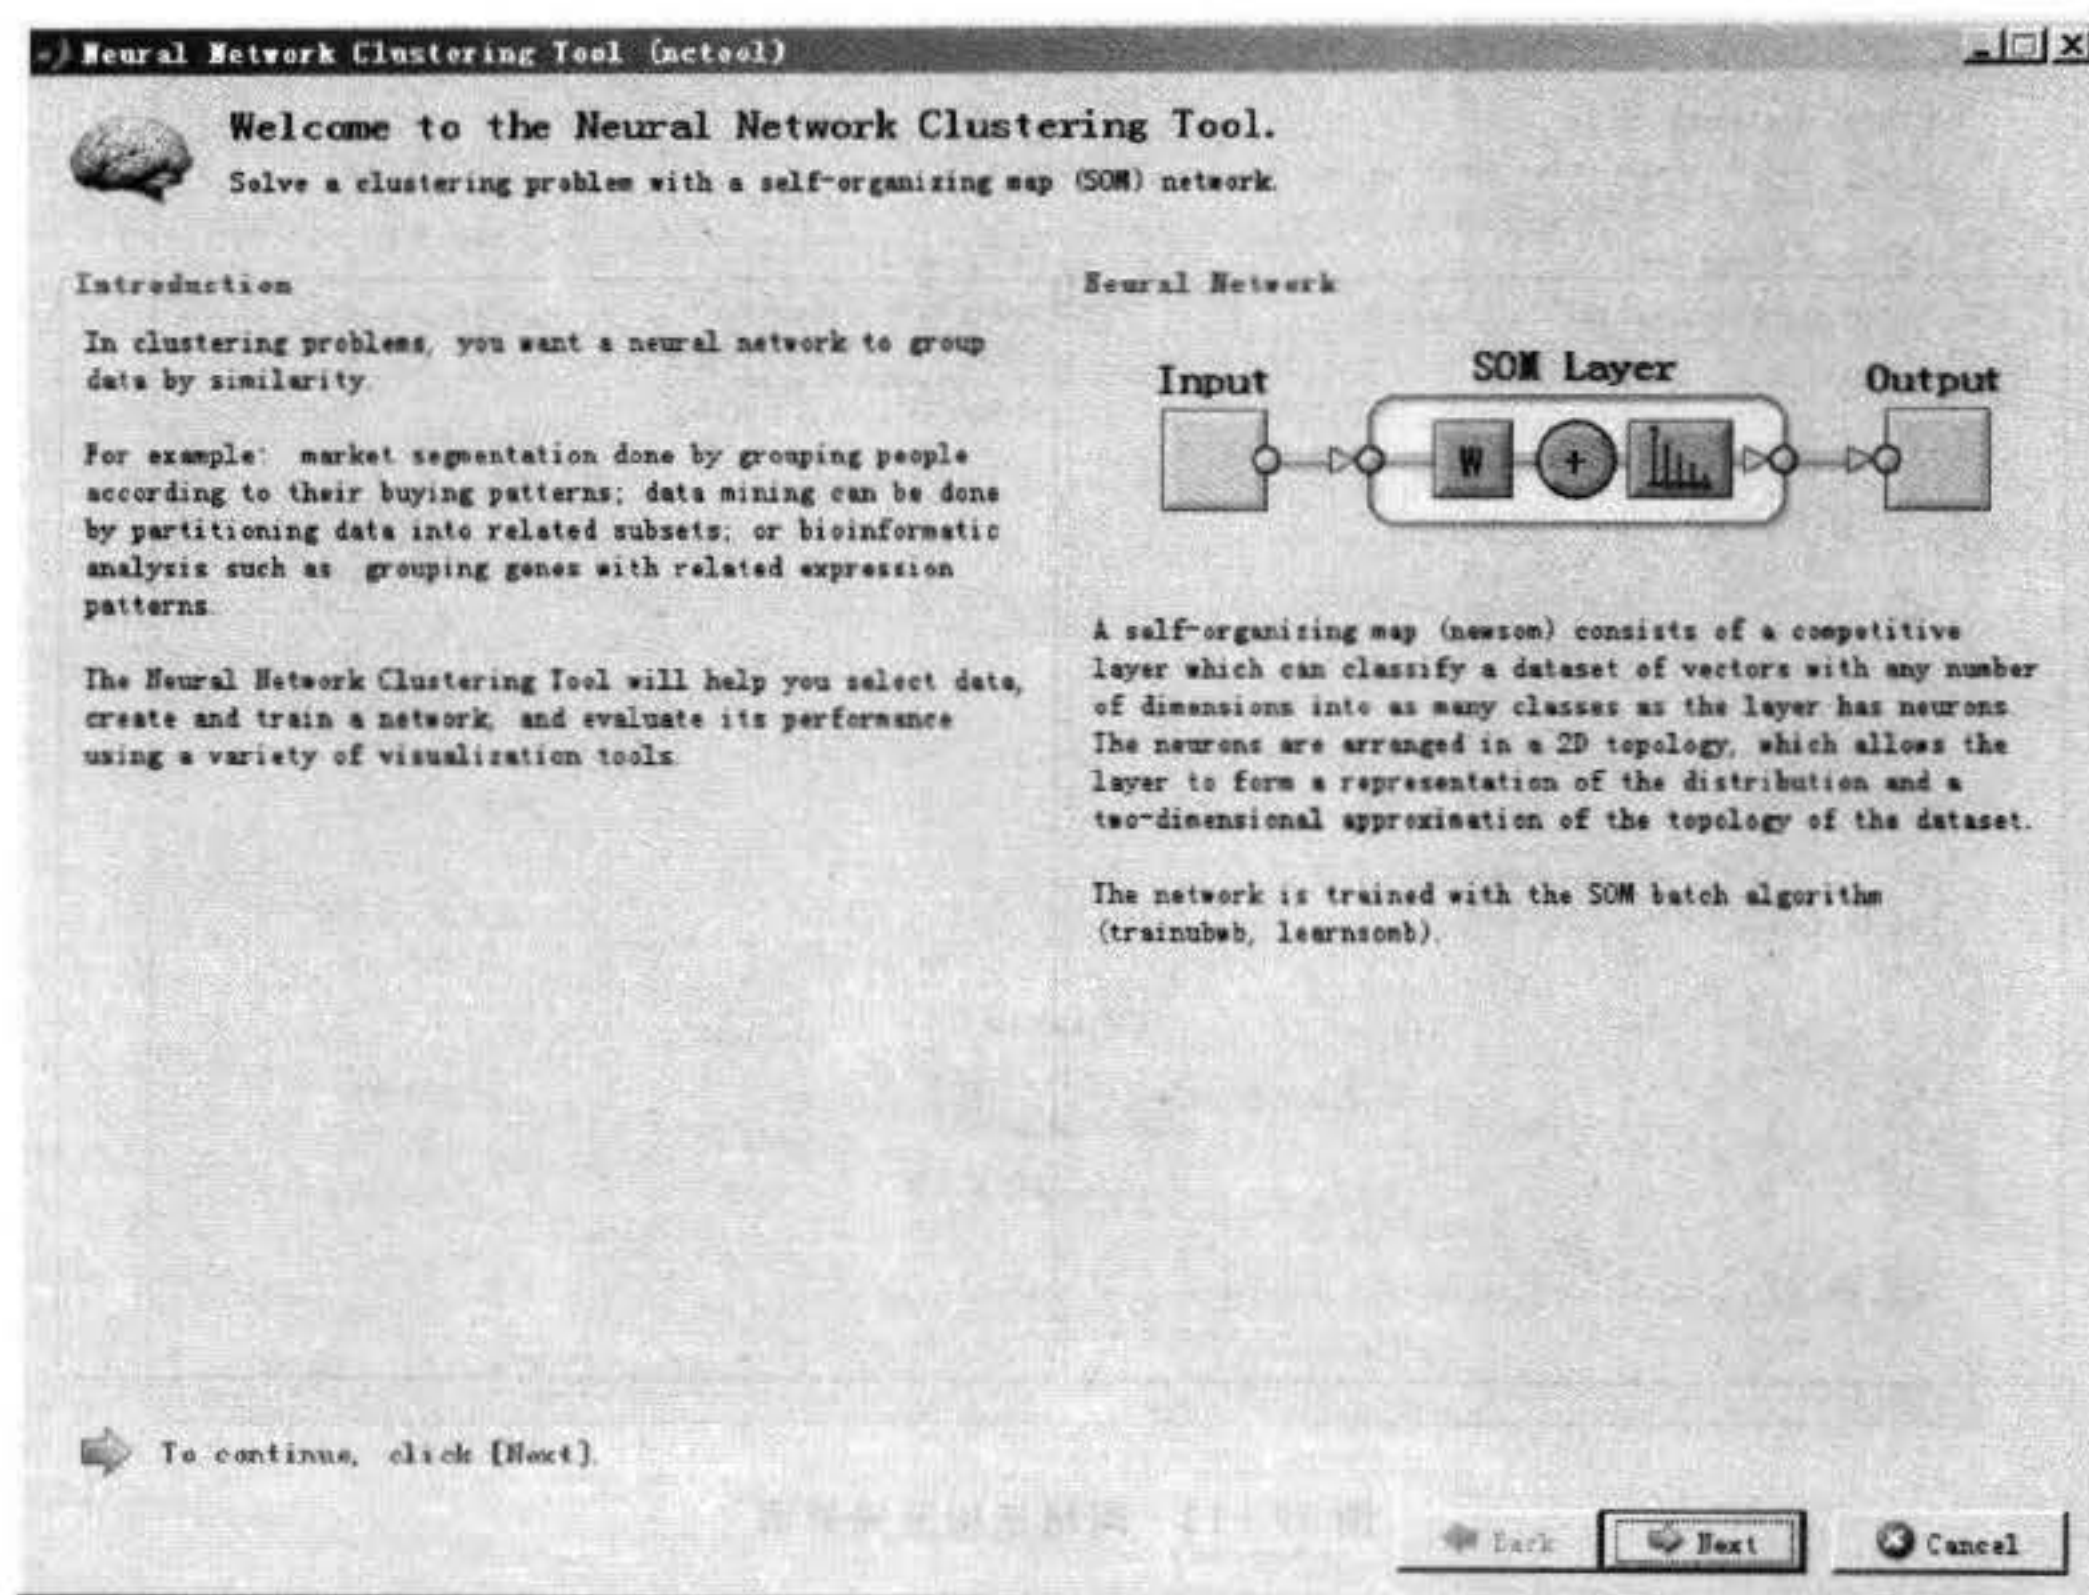 Neural Network Clustering Tool (nctool)
Welcome to the Neural Network Clustering Tool.
Solve a clustering problem with a self-organizing map (SOM) network.
Introduction
In clustering problems, you want a neural network to group
data by similarity.
For example: market segmentation done by grouping people
according to their buying patterns; data mining can be done
by partitioning data into related subsets; or bioinformatic
analysis such as grouping genes with related expression
patterns.
The Neural Network Clustering Tool will help you select data,
create and train a network, and evaluate its performance
using a variety of visualization tools.
Neural Network
Input
SOM Layer
Output
W
+
A self-organizing map (newsom) consists of a competitive
layer which can classify a dataset of vectors with any number
of dimensions into as many classes as the layer has neurons.
The neurons are arranged in a 2D topology, which allows the
layer to form a representation of the distribution and a
two-dimensional approximation of the topology of the dataset.
The network is trained with the SOM batch algorithm
(trainubwb, learnsomb).
To continue, click [Next].
Back
Next
Cancel